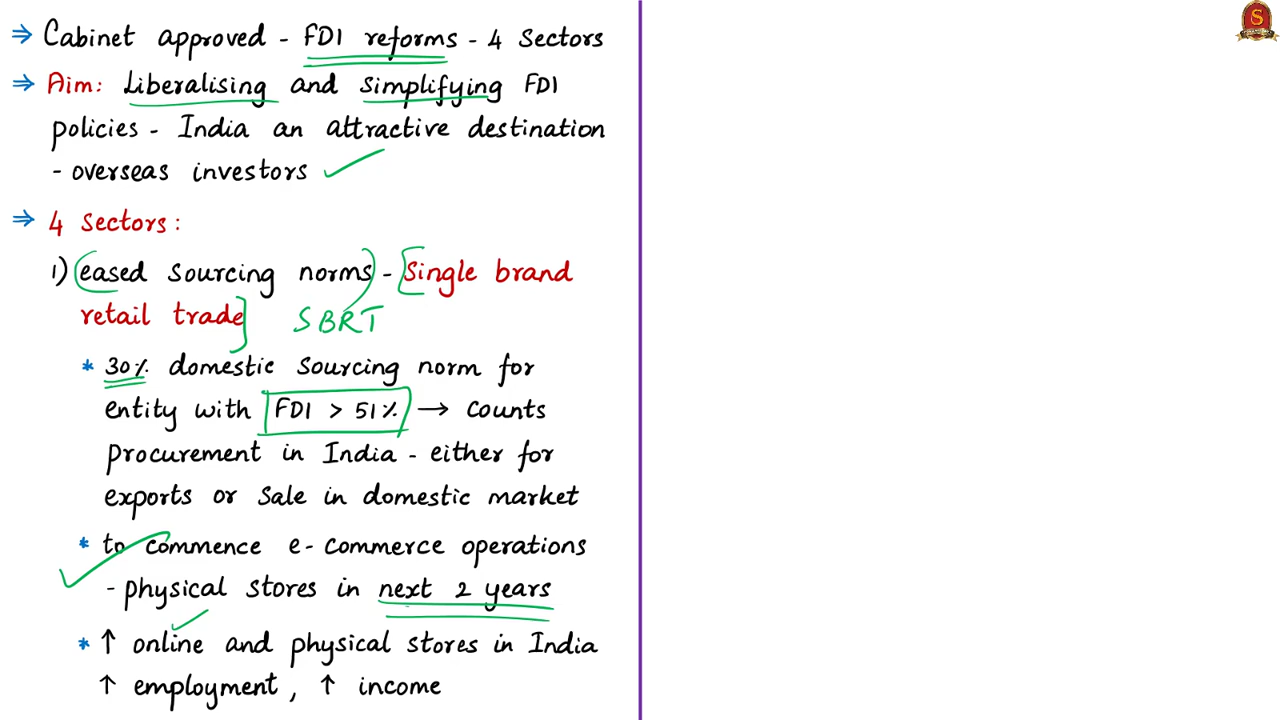 ⇒ Cabinet approved - FDI reforms - 4 Sectors
⇒ Aim: Liberalising and simplifying FDI
policies - India an attractive destination
- overseas investors ✓
⇒ 4 Sectors:
1) eased sourcing norms - Single brand
retail trade SBRT
* 30% domestic sourcing norm for
entity with FDI > 51% → counts
procurement in India - either for
exports or sale in domestic market
* to commence e-commerce operations
- physical stores in next 2 years
* ↑ online and physical stores in India
↑ employment, ↑ income
S